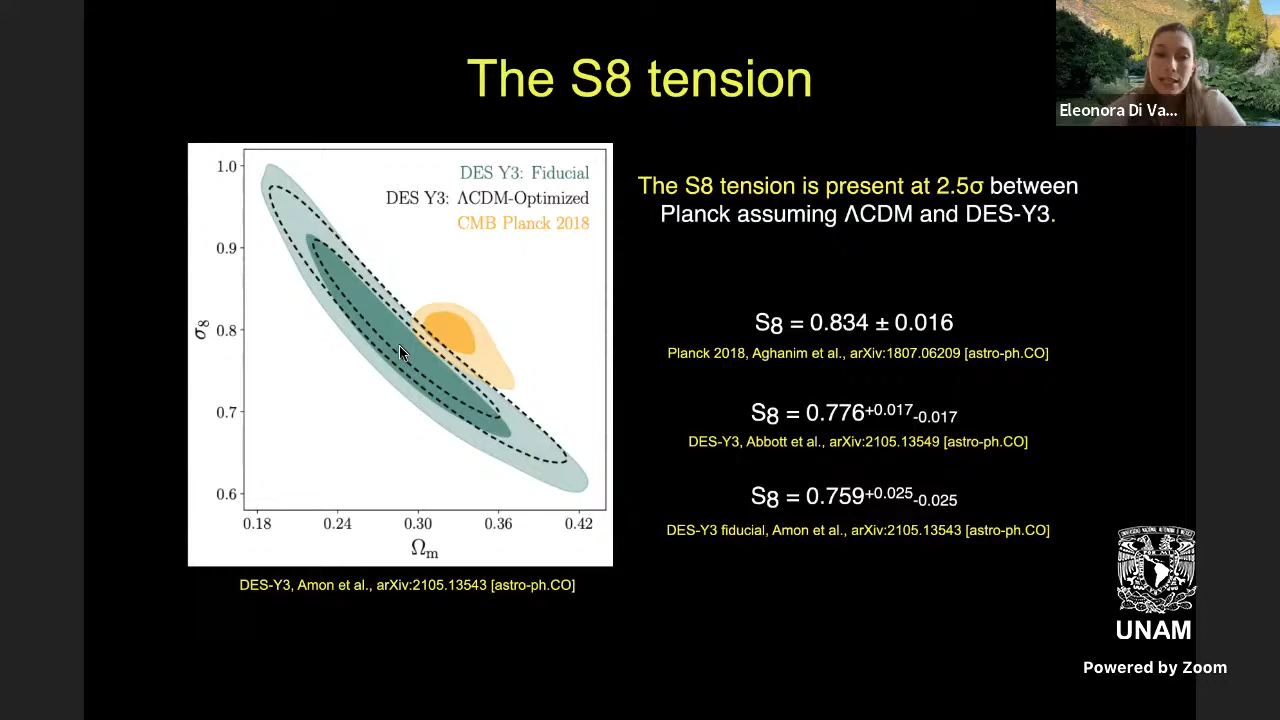 The S8 tension
Eleonora Di Va...
1.0
0.9
0.8
0.7
0.6
σ8
DES Y3: Fiducial
DES Y3: ΛCDM-Optimized
CMB Planck 2018
0.18 0.24 0.30 0.36 0.42
Ωm
DES-Y3, Amon et al., arXiv:2105.13543 [astro-ph.CO]
The S8 tension is present at 2.5σ between
Planck assuming ΛCDM and DES-Y3.
S8 = 0.834 ± 0.016
Planck 2018, Aghanim et al., arXiv:1807.06209 [astro-ph.CO]
S8 = 0.776+0.017-0.017
DES-Y3, Abbott et al., arXiv:2105.13549 [astro-ph.CO]
S8 = 0.759+0.025-0.025
DES-Y3 fiducial, Amon et al., arXiv:2105.13543 [astro-ph.CO]
UNAM
Powered by Zoom